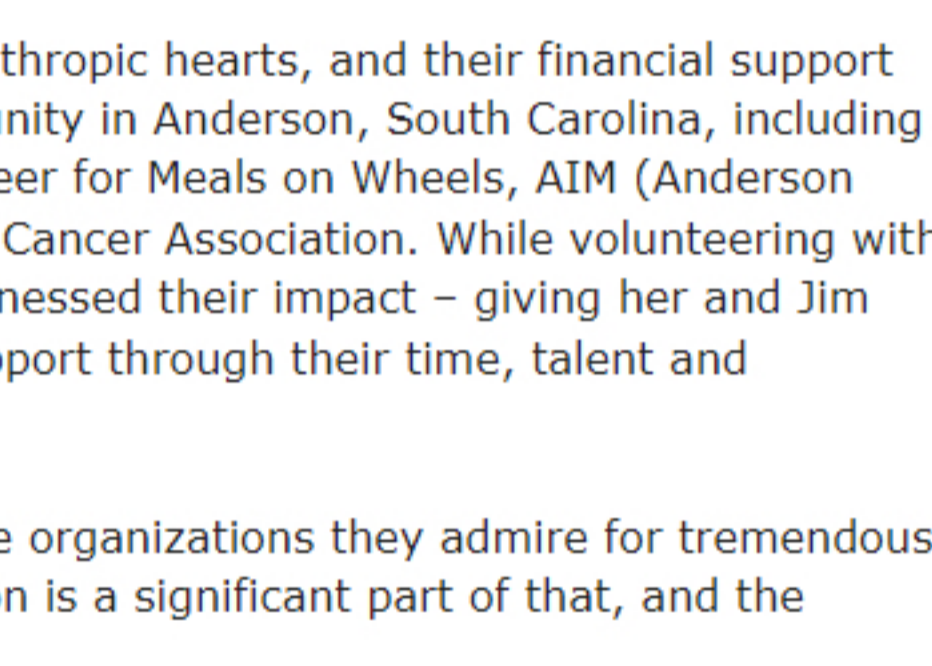 thropic hearts, and their financial support
nity in Anderson, South Carolina, including
eer for Meals on Wheels, AIM (Anderson
Cancer Association. While volunteering with
nessed their impact – giving her and Jim
port through their time, talent and
e organizations they admire for tremendous
n is a significant part of that, and the